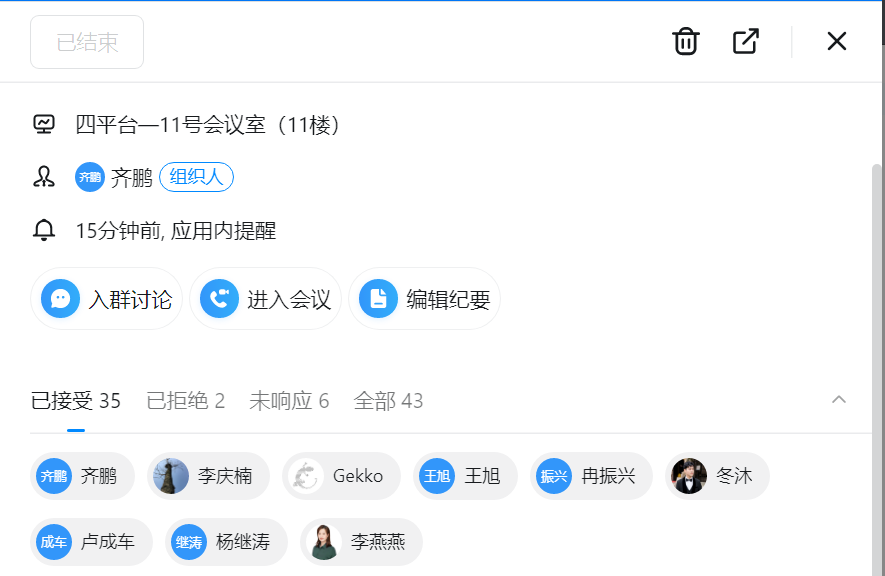 已结束
四平台—11号会议室（11楼）
齐鹏 齐鹏 组织人
15分钟前, 应用内提醒
入群讨论 进入会议 编辑纪要
已接受 35 已拒绝 2 未响应 6 全部 43
齐鹏 齐鹏 李庆楠 Gekko 王旭 王旭 振兴 冉振兴 冬沐
成车 卢成车 继涛 杨继涛 李燕燕